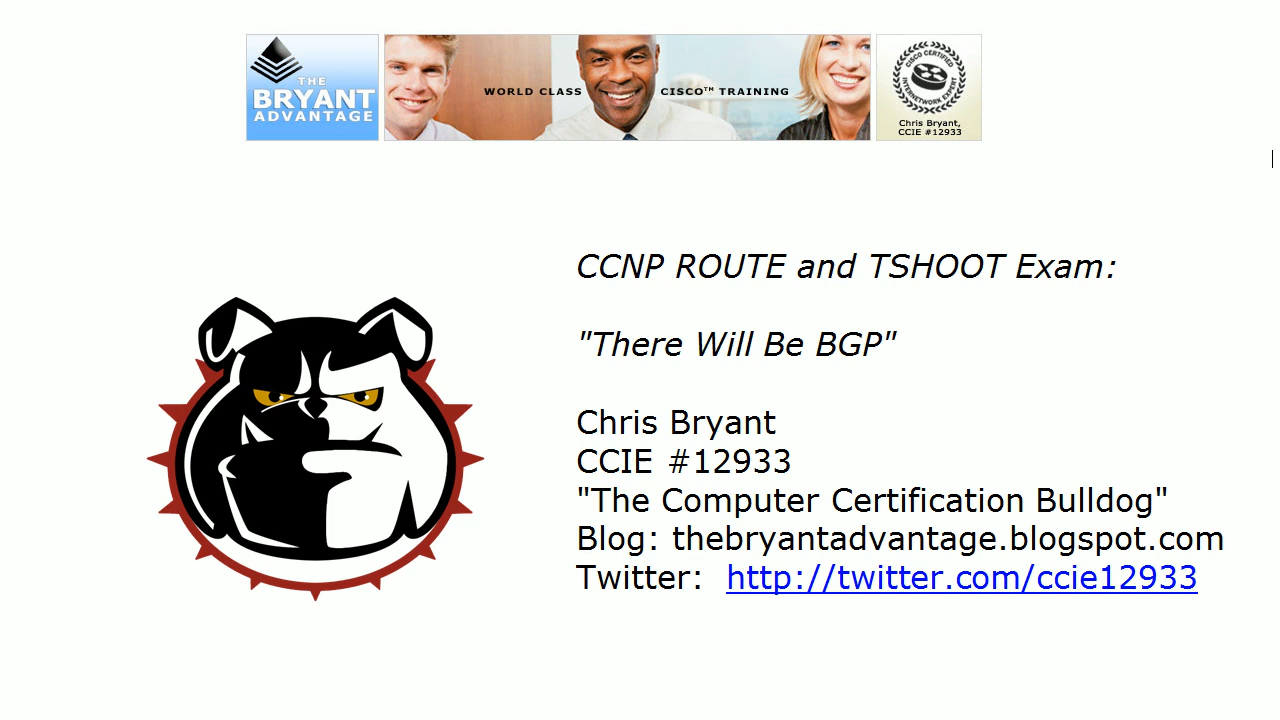 THE
BRYANT
ADVANTAGE
WORLD CLASS CISCO™ TRAINING
CISCO CERTIFIED
INTERNETWORK EXPERT
Chris Bryant,
CCIE #12933
CCNP ROUTE and TSHOOT Exam:
"There Will Be BGP"
Chris Bryant
CCIE #12933
"The Computer Certification Bulldog"
Blog: thebryantadvantage.blogspot.com
Twitter: http://twitter.com/ccie12933